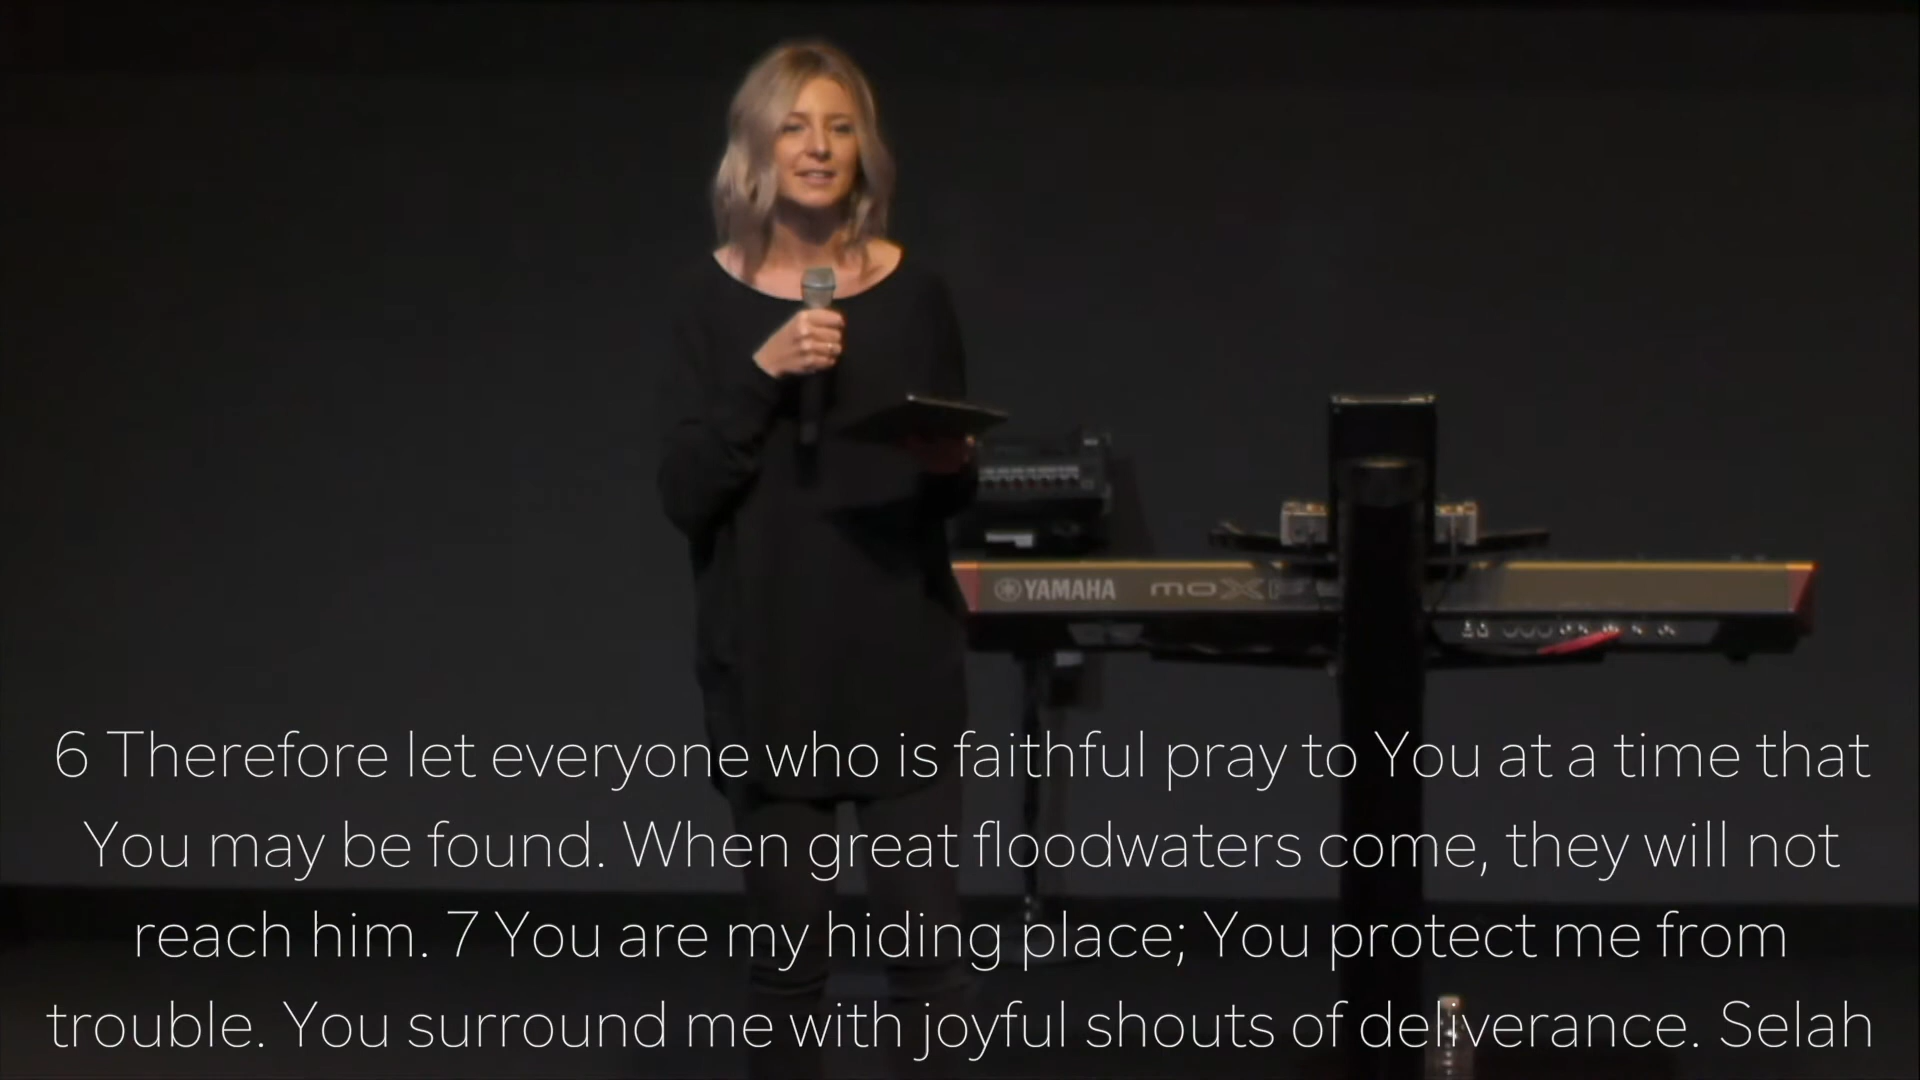 YAMAHA moXF
6 Therefore let everyone who is faithful pray to You at a time that
You may be found. When great floodwaters come, they will not
reach him. 7 You are my hiding place; You protect me from
trouble. You surround me with joyful shouts of deliverance. Selah